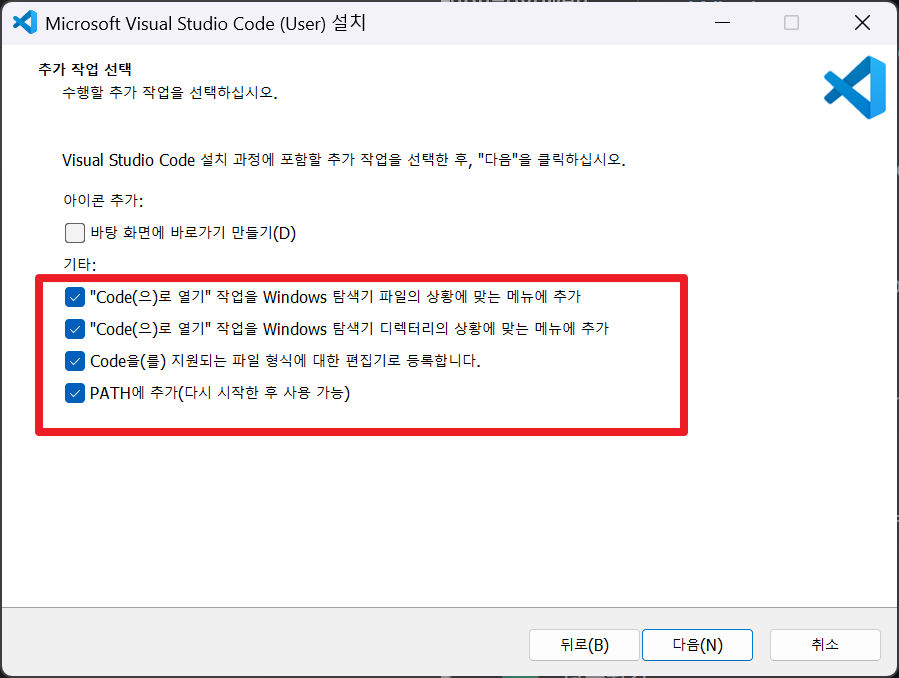 Microsoft Visual Studio Code (User) 설치
추가 작업 선택
수행할 추가 작업을 선택하십시오.
Visual Studio Code 설치 과정에 포함할 추가 작업을 선택한 후, "다음"을 클릭하십시오.
아이콘 추가:
바탕 화면에 바로가기 만들기(D)
기타:
"Code(으)로 열기" 작업을 Windows 탐색기 파일의 상황에 맞는 메뉴에 추가
"Code(으)로 열기" 작업을 Windows 탐색기 디렉터리의 상황에 맞는 메뉴에 추가
Code을(를) 지원되는 파일 형식에 대한 편집기로 등록합니다.
PATH에 추가(다시 시작한 후 사용 가능)
뒤로(B) 다음(N) 취소